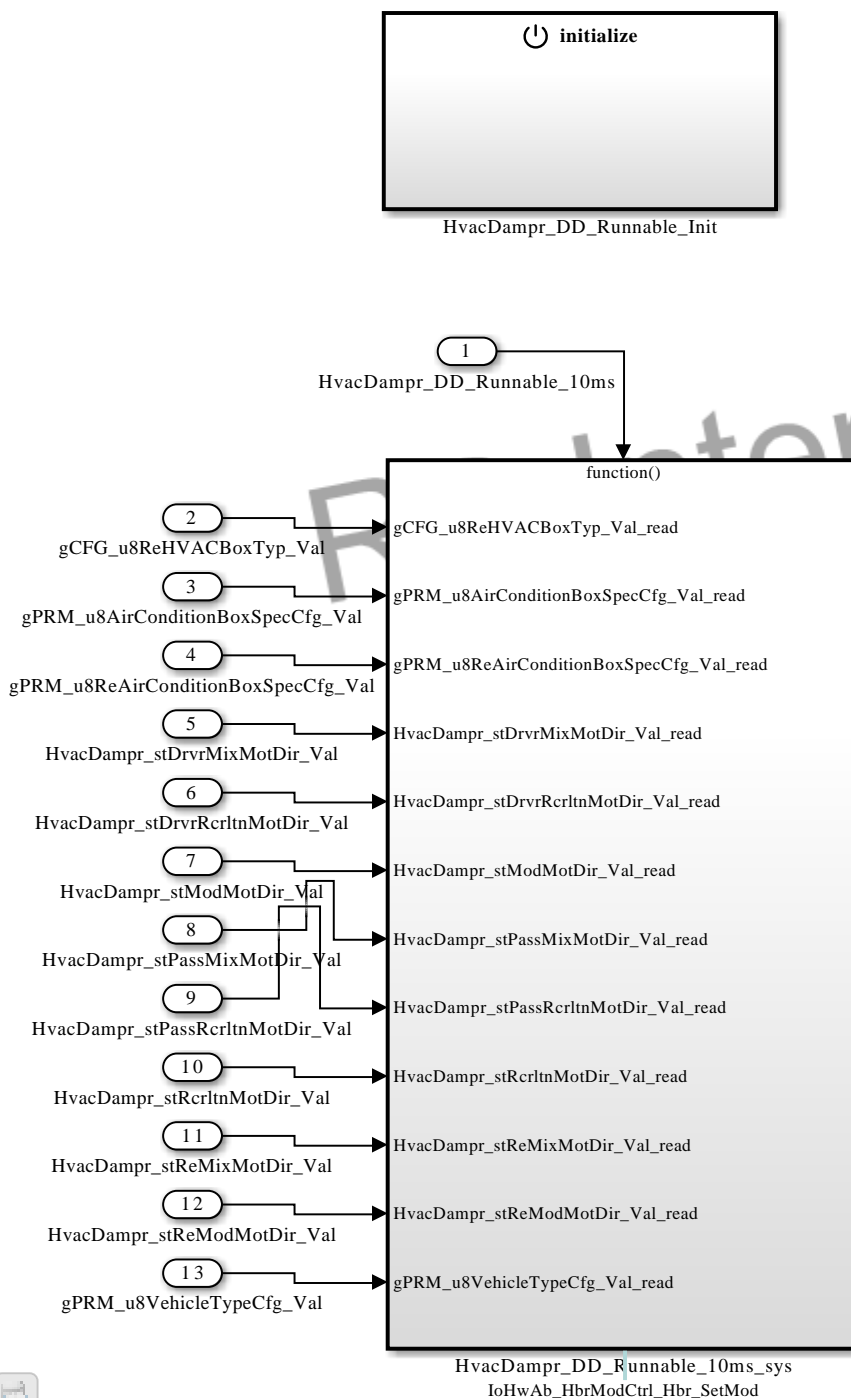 initialize
HvacDampr_DD_Runnable_Init
1
HvacDampr_DD_Runnable_10ms
function()
2
gCFG_u8ReHVACBoxTyp_Val
gCFG_u8ReHVACBoxTyp_Val_read
3
gPRM_u8AirConditionBoxSpecCfg_Val
gPRM_u8AirConditionBoxSpecCfg_Val_read
4
gPRM_u8ReAirConditionBoxSpecCfg_Val
gPRM_u8ReAirConditionBoxSpecCfg_Val_read
5
HvacDampr_stDrvrMixMotDir_Val
HvacDampr_stDrvrMixMotDir_Val_read
6
HvacDampr_stDrvrRcrltnMotDir_Val
HvacDampr_stDrvrRcrltnMotDir_Val_read
7
HvacDampr_stModMotDir_Val
HvacDampr_stModMotDir_Val_read
8
HvacDampr_stPassMixMotDir_Val
HvacDampr_stPassMixMotDir_Val_read
9
HvacDampr_stPassRcrltnMotDir_Val
HvacDampr_stPassRcrltnMotDir_Val_read
10
HvacDampr_stRcrltnMotDir_Val
HvacDampr_stRcrltnMotDir_Val_read
11
HvacDampr_stReMixMotDir_Val
HvacDampr_stReMixMotDir_Val_read
12
HvacDampr_stReModMotDir_Val
HvacDampr_stReModMotDir_Val_read
13
gPRM_u8VehicleTypeCfg_Val
gPRM_u8VehicleTypeCfg_Val_read
HvacDampr_DD_Runnable_10ms_sys
IoHwAb_HbrModCtrl_Hbr_SetMod